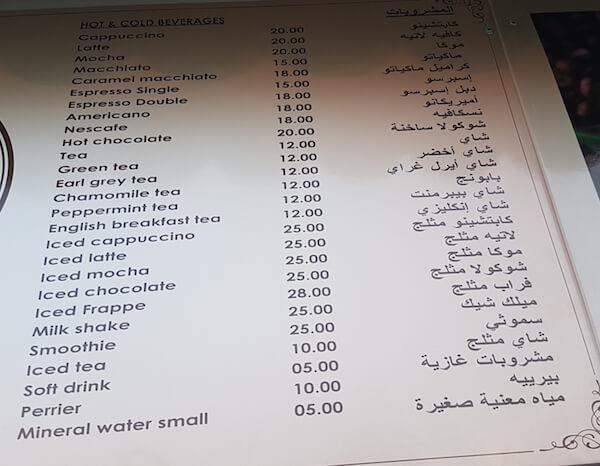 HOT & COLD BEVERAGES المشروبات
Cappuccino 20.00 كابتشينو
Latte 20.00 كافيه لاتيه
Mocha 20.00 موكا
Macchiato 15.00 ماكياتو
Caramel macchiato 18.00 كراميل ماكياتو
Espresso Single 15.00 إسبرسو
Espresso Double 18.00 دبل إسبرسو
Americano 18.00 أميريكانو
Nescafe 18.00 نسكافيه
Hot chocolate 20.00 شوكولا ساخنة
Tea 12.00 شاي
Green tea 12.00 شاي أخضر
Earl grey tea 12.00 شاي أيرل غراي
Chamomile tea 12.00 بابونج
Peppermint tea 12.00 شاي بيبرمنت
English breakfast tea 12.00 شاي إنكليزي
Iced cappuccino 25.00 كابتشينو مثلج
Iced latte 25.00 لاتيه مثلج
Iced mocha 25.00 موكا مثلج
Iced chocolate 25.00 شوكولا مثلج
Iced Frappe 28.00 فراب مثلج
Milk shake 25.00 ميلك شيك
Smoothie 25.00 سموثي
Iced tea 10.00 شاي مثلج
Soft drink 05.00 مشروبات غازية
Perrier 10.00 بيرييه
Mineral water small 05.00 مياه معنية صغيرة